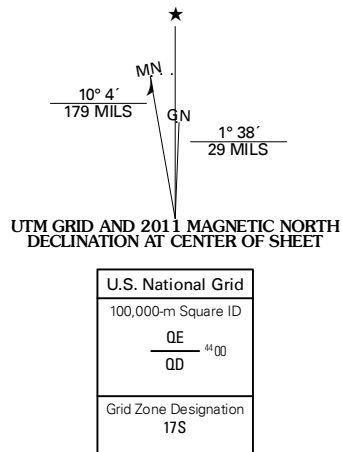 ★
MN
10° 4´
179 MILS
GN
1° 38´
29 MILS
UTM GRID AND 2011 MAGNETIC NORTH
DECLINATION AT CENTER OF SHEET
U.S. National Grid
100,000-m Square ID
QE
4400
QD
Grid Zone Designation
17S